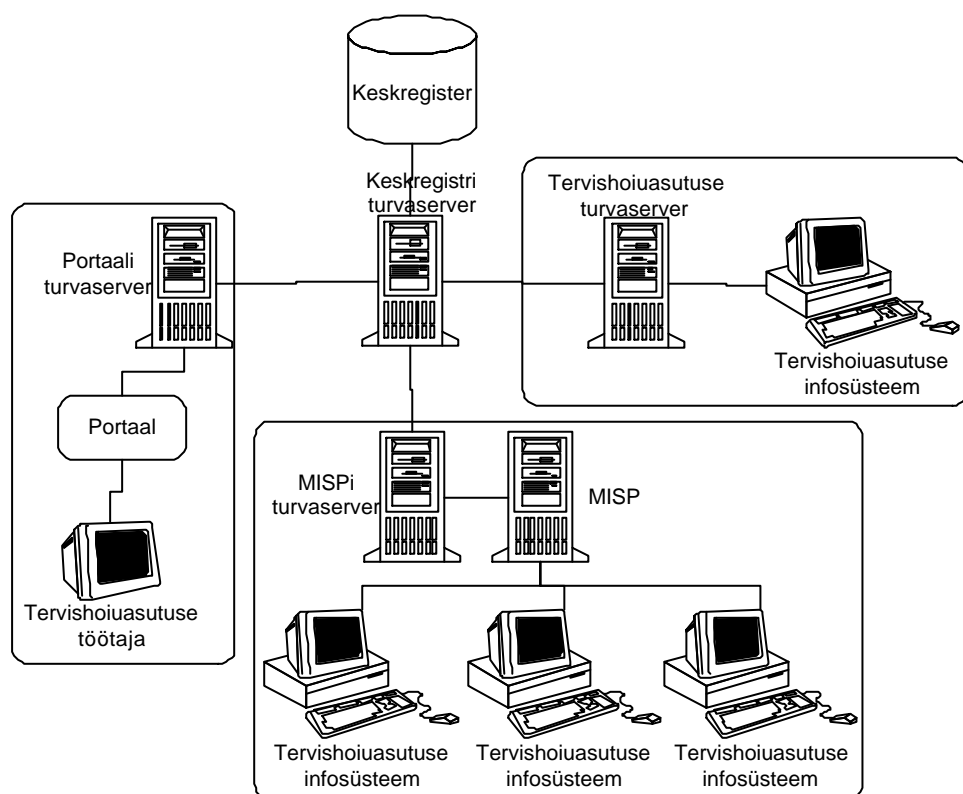 Keskregister
Keskregistri
turvaserver
Tervishoiuasutuse
turvaserver
Portaali
turvaserver
Tervishoiuasutuse
infosüsteem
Portaal
MISPi
turvaserver
MISP
Tervishoiuasutuse
töötaja
Tervishoiuasutuse
infosüsteem
Tervishoiuasutuse
infosüsteem
Tervishoiuasutuse
infosüsteem